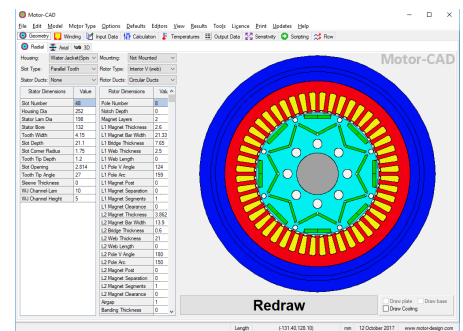 Motor-CAD
File Edit Model Motor Type Options Defaults Editors View Results Tools Licence Print Updates Help
Geometry Winding Input Data Calculation Temperatures Output Data Sensitivity Scripting Flow
Radial Axial 3D
Housing: Water Jacket(Spir Mounting: Not Mounted
Slot Type: Parallel Tooth Rotor Type: Interior V (web)
Stator Ducts: None Rotor Ducts: Circular Ducts
Stator Dimensions Value
Slot Number 48
Housing Dia 252
Stator Lam Dia 198
Stator Bore 132
Tooth Width 4.15
Slot Depth 21.1
Slot Corner Radius 1.75
Tooth Tip Depth 1.2
Slot Opening 2.814
Tooth Tip Angle 27
Sleeve Thickness 0
WJ Channel-Lam 10
WJ Channel Height 5
Rotor Dimensions Value
Pole Number 8
Notch Depth 0
Magnet Layers 2
L1 Magnet Thickness 2.6
L1 Magnet Bar Width 21.33
L1 Bridge Thickness 7.65
L1 Web Thickness 2.5
L1 Web Length 0
L1 Pole V Angle 124
L1 Pole Arc 159
L1 Magnet Post 0
L1 Magnet Separation 0
L1 Magnet Segments 1
L1 Magnet Clearance 0
L2 Magnet Thickness 3.862
L2 Magnet Bar Width 13.9
L2 Bridge Thickness 0.6
L2 Web Thickness 21
L2 Web Length 0
L2 Pole V Angle 180
L2 Pole Arc 150
L2 Magnet Post 0
L2 Magnet Separation 0
L2 Magnet Segments 1
L2 Magnet Clearance 0
Airgap 1
Banding Thickness 0
Motor-CAD
Redraw
Draw plate Draw base
Draw Cooling
Length (-131.40,128.10) mm 12 October 2017 www.motor-design.com